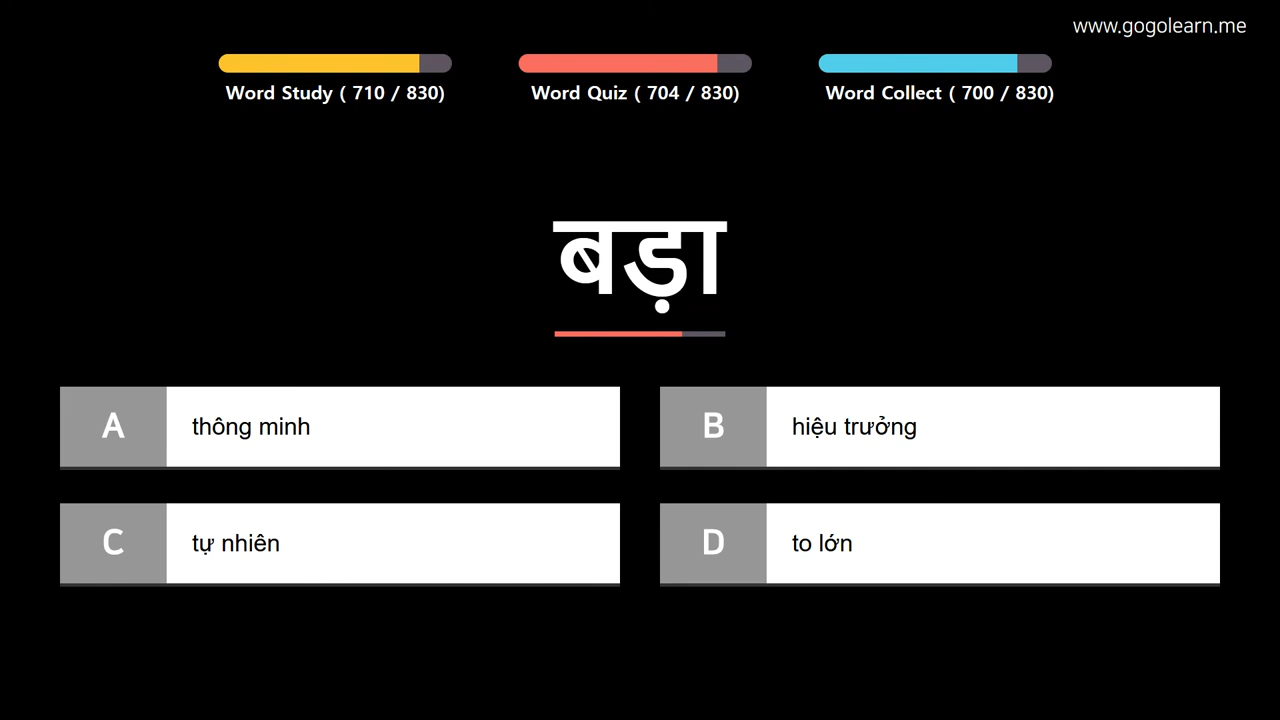 www.gogolearn.me
Word Study ( 710 / 830)
Word Quiz ( 704 / 830)
Word Collect ( 700 / 830)
बड़ा
A
thông minh
B
hiệu trưởng
C
tự nhiên
D
to lớn